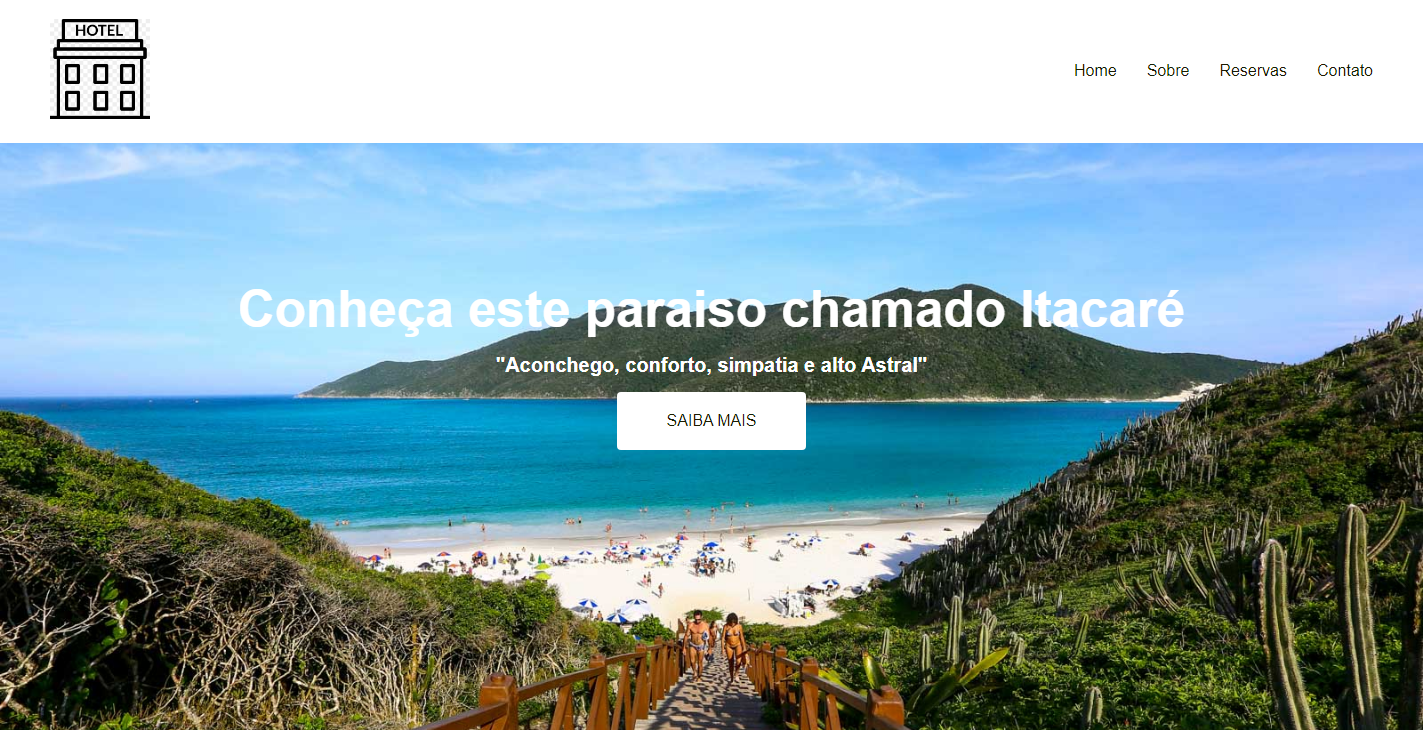 HOTEL
Home Sobre Reservas Contato
Conheça este paraiso chamado Itacaré
"Aconchego, conforto, simpatia e alto Astral"
SAIBA MAIS